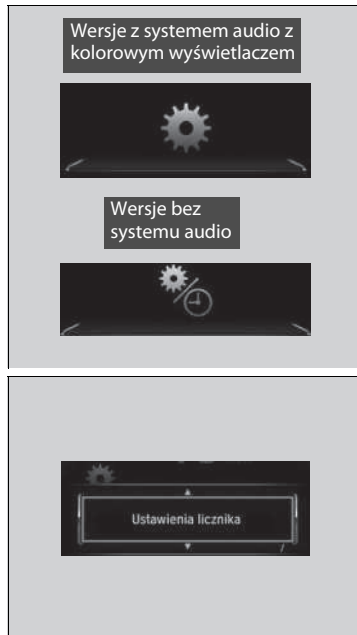 Wersje z systemem audio z
kolorowym wyświetlaczem
Wersje bez
systemu audio
Ustawienia licznika